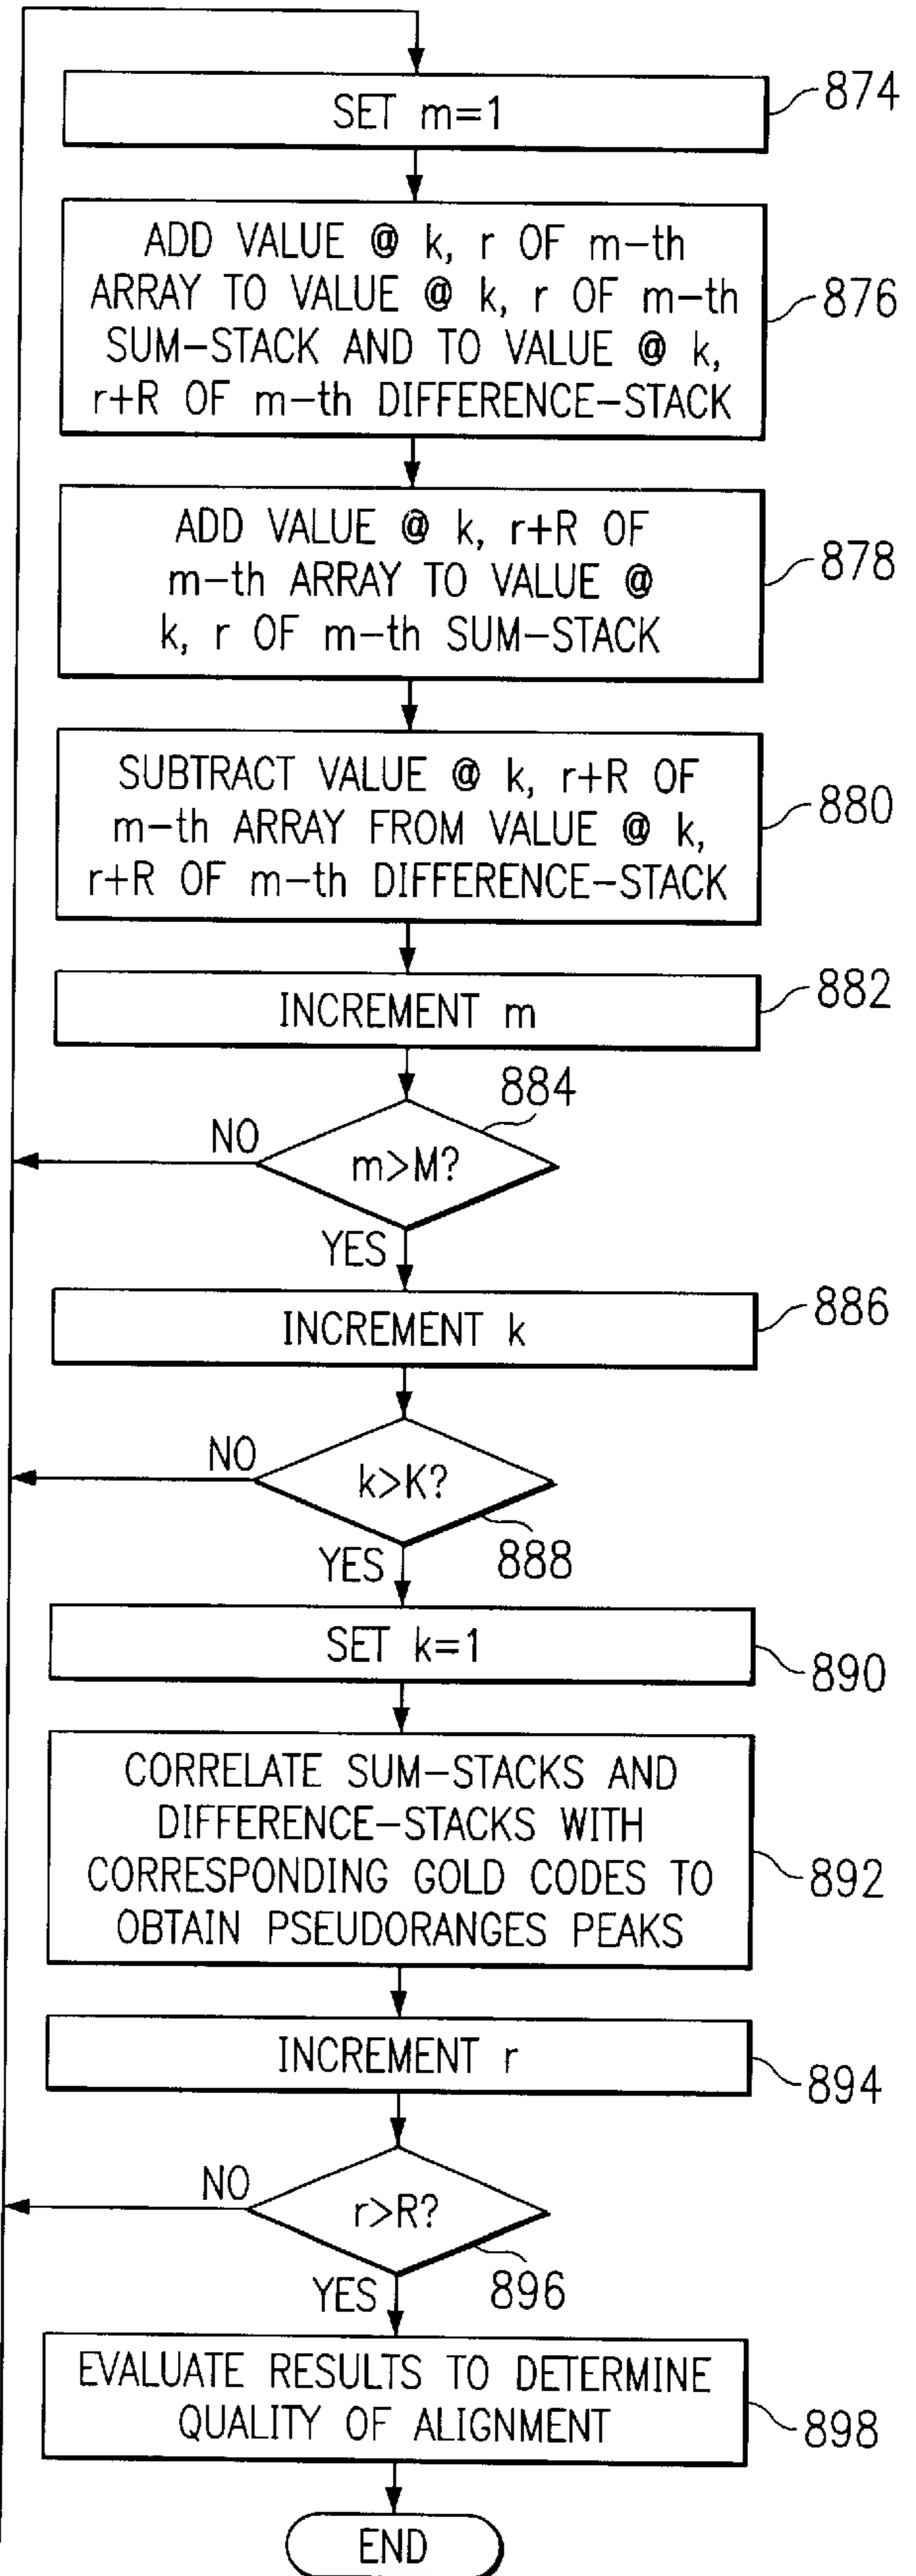 SET m=1
874
ADD VALUE @ k, r OF m-th
ARRAY TO VALUE @ k, r OF m-th
SUM-STACK AND TO VALUE @ k,
r+R OF m-th DIFFERENCE-STACK
876
ADD VALUE @ k, r+R OF
m-th ARRAY TO VALUE @
k, r OF m-th SUM-STACK
878
SUBTRACT VALUE @ k, r+R OF
m-th ARRAY FROM VALUE @ k,
r+R OF m-th DIFFERENCE-STACK
880
INCREMENT m
882
884
NO
m>M?
YES
INCREMENT k
886
NO
k>K?
888
YES
SET k=1
890
CORRELATE SUM-STACKS AND
DIFFERENCE-STACKS WITH
CORRESPONDING GOLD CODES TO
OBTAIN PSEUDORANGES PEAKS
892
INCREMENT r
894
NO
r>R?
896
YES
EVALUATE RESULTS TO DETERMINE
QUALITY OF ALIGNMENT
898
END